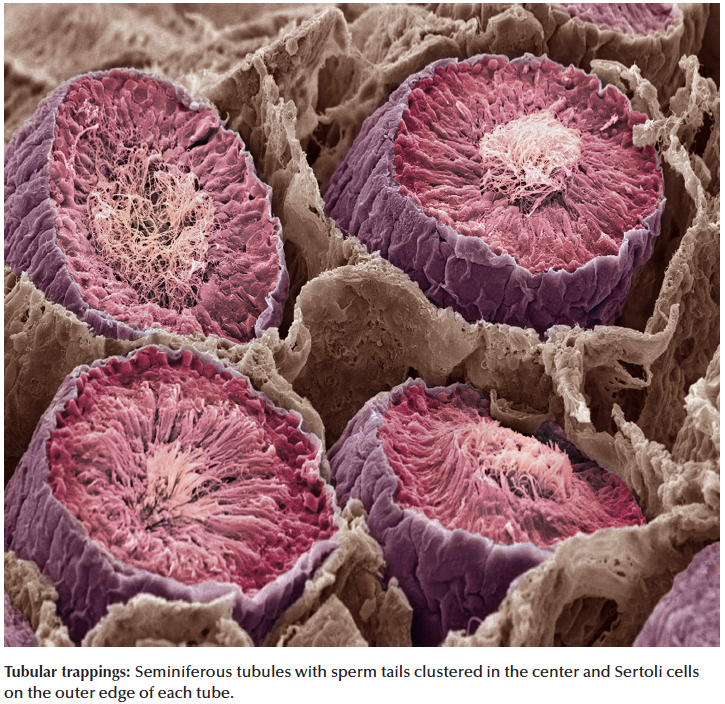 Tubular trappings: Seminiferous tubules with sperm tails clustered in the center and Sertoli cells
on the outer edge of each tube.